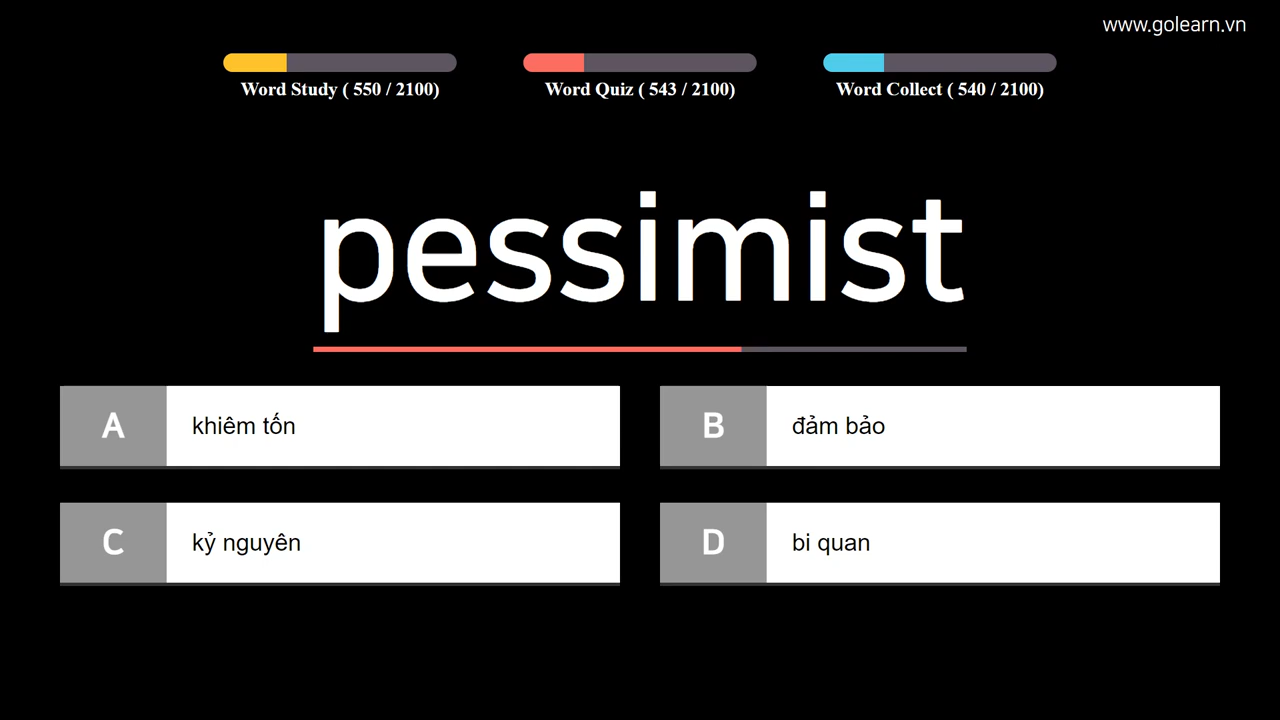 www.golearn.vn
Word Study ( 550 / 2100)
Word Quiz ( 543 / 2100)
Word Collect ( 540 / 2100)
pessimist
A khiêm tốn
B đảm bảo
C kỷ nguyên
D bi quan